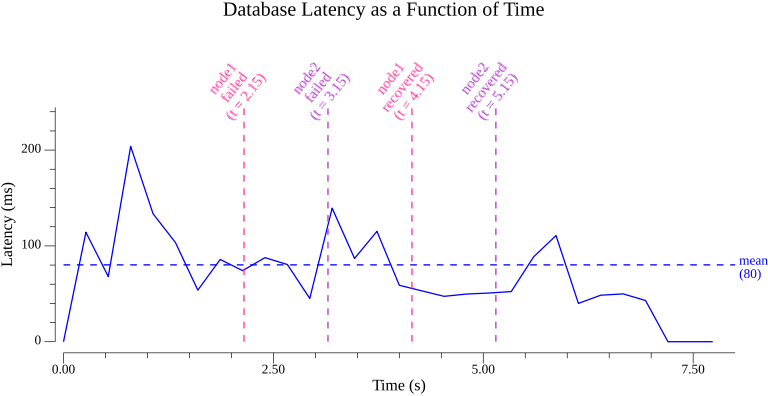 Database Latency as a Function of Time
node1
failed
(t = 2.15)
node2
failed
(t = 3.15)
node1
recovered
(t = 4.15)
node2
recovered
(t = 5.15)
Latency (ms)
200
100
0
mean
(80)
0.00
2.50
5.00
7.50
Time (s)